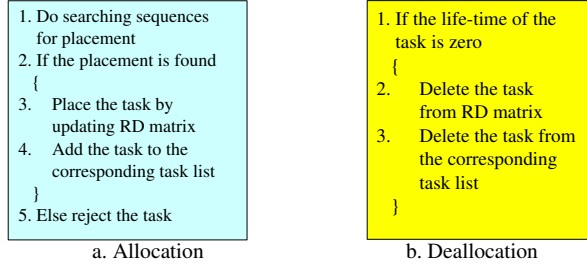 1. Do searching sequences
for placement
2. If the placement is found
{
3. Place the task by
updating RD matrix
4. Add the task to the
corresponding task list
}
5. Else reject the task
a. Allocation
1. If the life-time of the
task is zero
{
2. Delete the task
from RD matrix
3. Delete the task from
the corresponding
task list
}
b. Deallocation